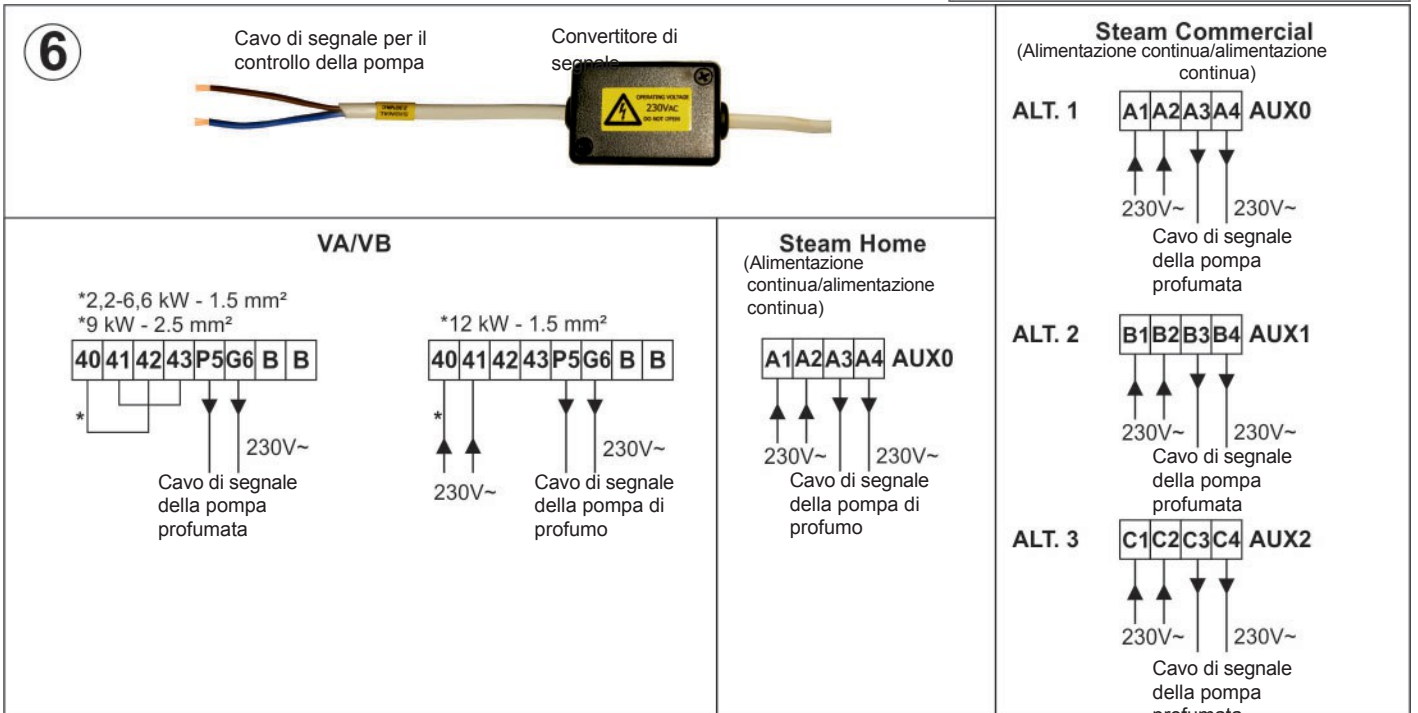 6
Cavo di segnale per il
controllo della pompa
Convertitore di
segnale
OPERATING VOLTAGE
230VAC
DO NOT OPEN
Steam Commercial
(Alimentazione continua/alimentazione
continua)
ALT. 1 A1 A2 A3 A4 AUX0
230V~ 230V~
Cavo di segnale
della pompa
profumata
ALT. 2 B1 B2 B3 B4 AUX1
230V~ 230V~
Cavo di segnale
della pompa
profumata
ALT. 3 C1 C2 C3 C4 AUX2
230V~ 230V~
Cavo di segnale
della pompa
profumata
VA/VB
*2,2-6,6 kW - 1.5 mm²
*9 kW - 2.5 mm²
40 41 42 43 P5 G6 B B
*
230V~
Cavo di segnale
della pompa
profumata
*12 kW - 1.5 mm²
40 41 42 43 P5 G6 B B
*
230V~
230V~
Cavo di segnale
della pompa di
profumo
Steam Home
(Alimentazione
continua/alimentazione
continua)
A1 A2 A3 A4 AUX0
230V~ 230V~
Cavo di segnale
della pompa di
profumo